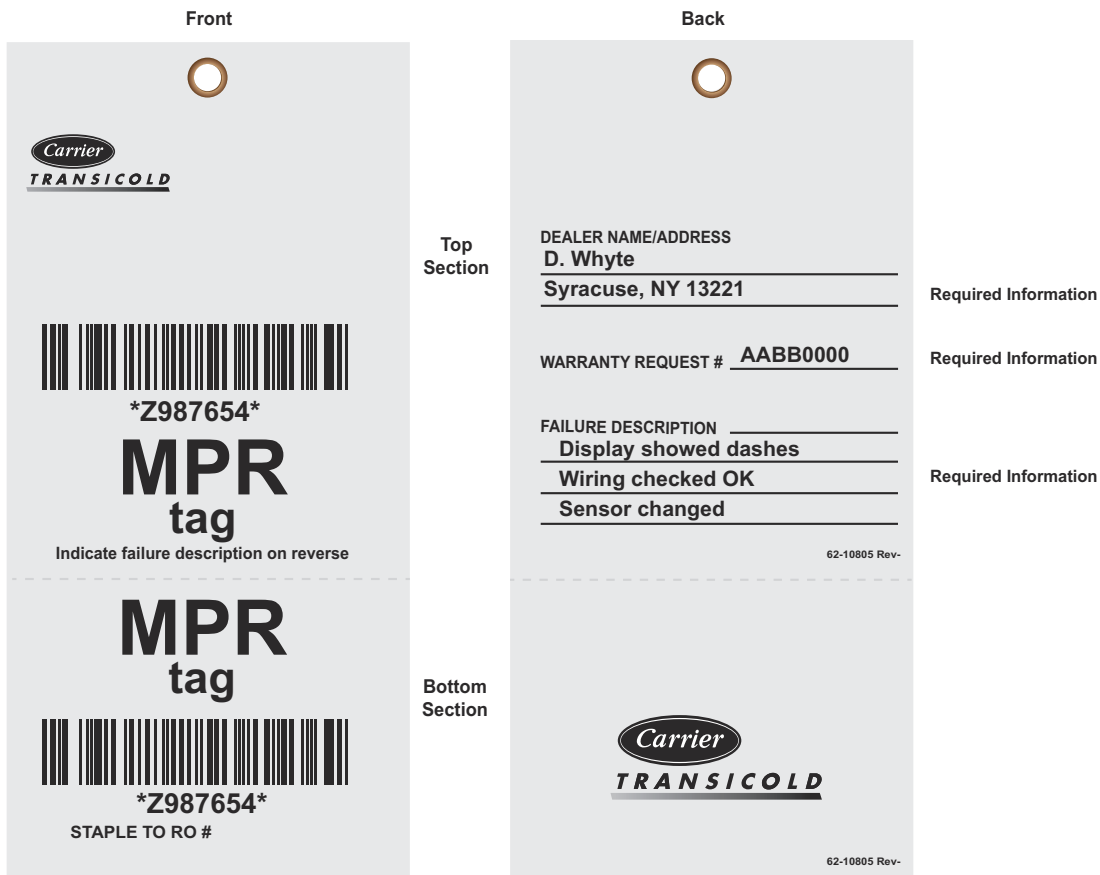 Front
Carrier
TRANSICOLD
*Z987654*
MPR
tag
Indicate failure description on reverse
MPR
tag
*Z987654*
STAPLE TO RO #
Top
Section
Bottom
Section
Back
DEALER NAME/ADDRESS
D. Whyte
Syracuse, NY 13221
Required Information
WARRANTY REQUEST # AABB0000
Required Information
FAILURE DESCRIPTION
Display showed dashes
Wiring checked OK
Required Information
Sensor changed
62-10805 Rev-
Carrier
TRANSICOLD
62-10805 Rev-